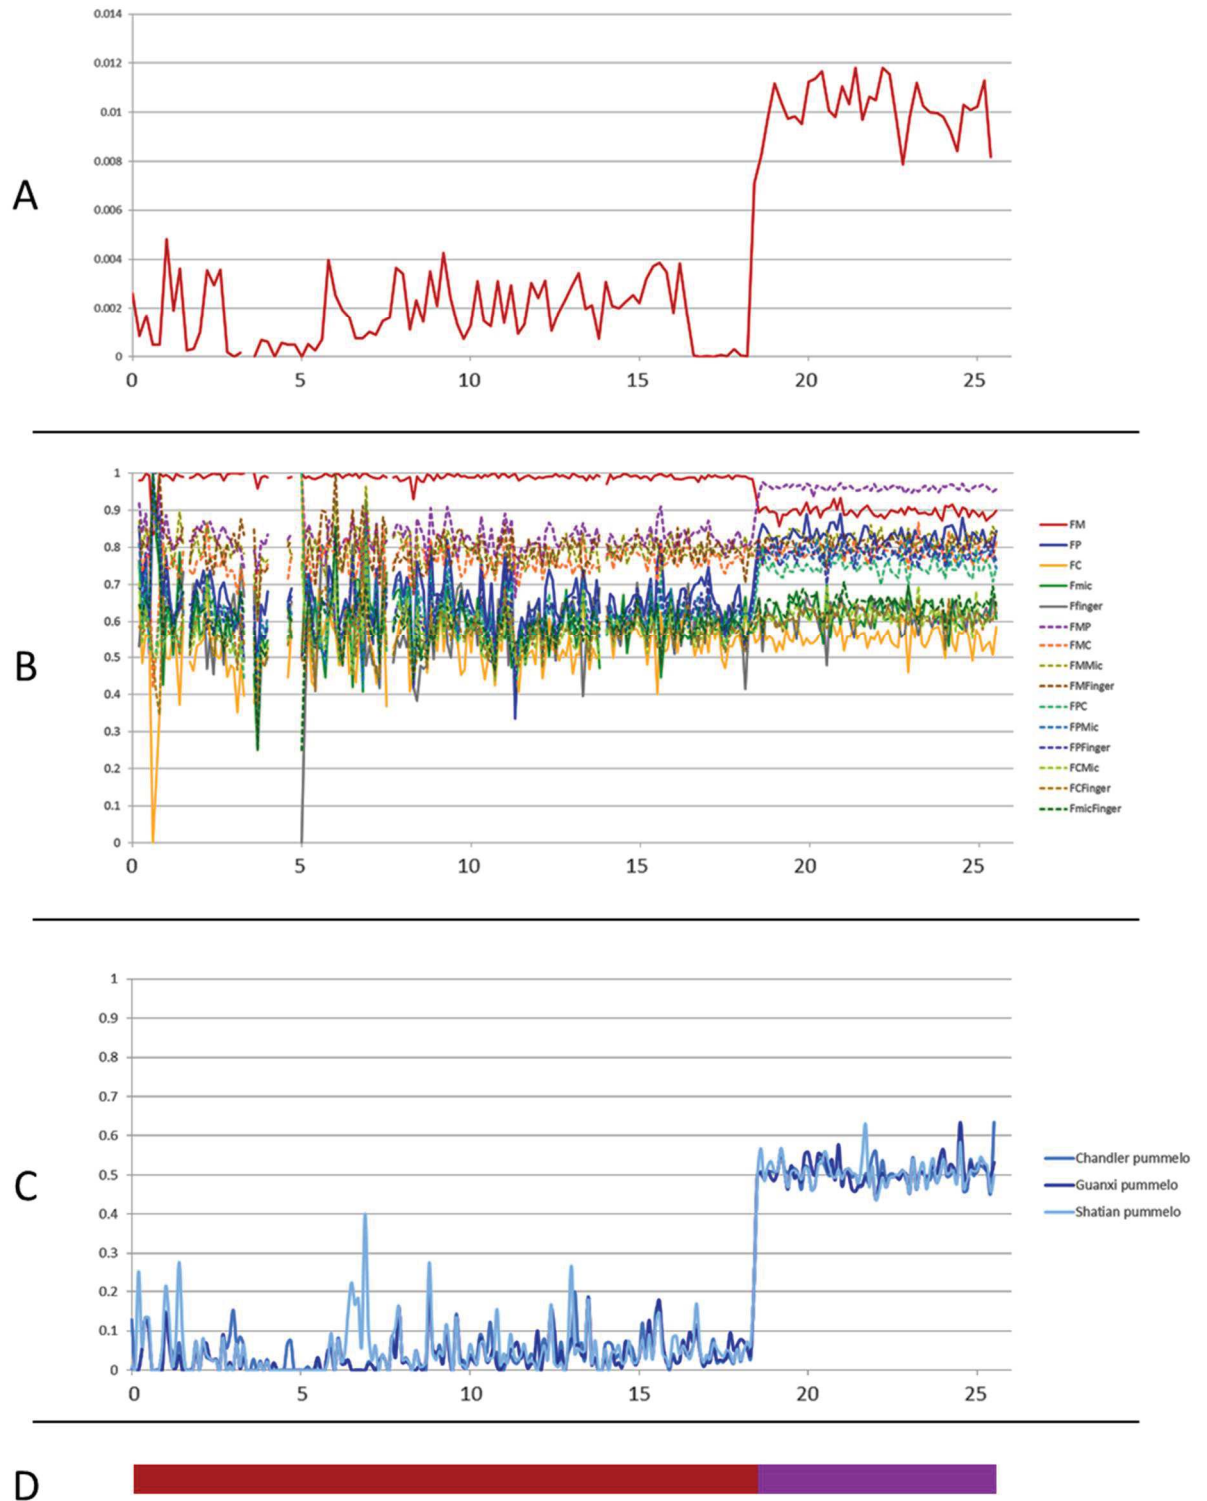 0.014
0.012
0.01
0.008
0.006
0.004
0.002
0
0 5 10 15 20 25
A
1
0.9
0.8
0.7
0.6
0.5
0.4
0.3
0.2
0.1
0
0 5 10 15 20 25
B
FM
FP
FC
Fmic
Ffinger
FMP
FMC
FMMic
FMFinger
FPC
FPMic
FPFinger
FCMic
FCFinger
FmicFinger
1
0.9
0.8
0.7
0.6
0.5
0.4
0.3
0.2
0.1
0
0 5 10 15 20 25
C
Chandler pummelo
Guanxi pummelo
Shatian pummelo
D